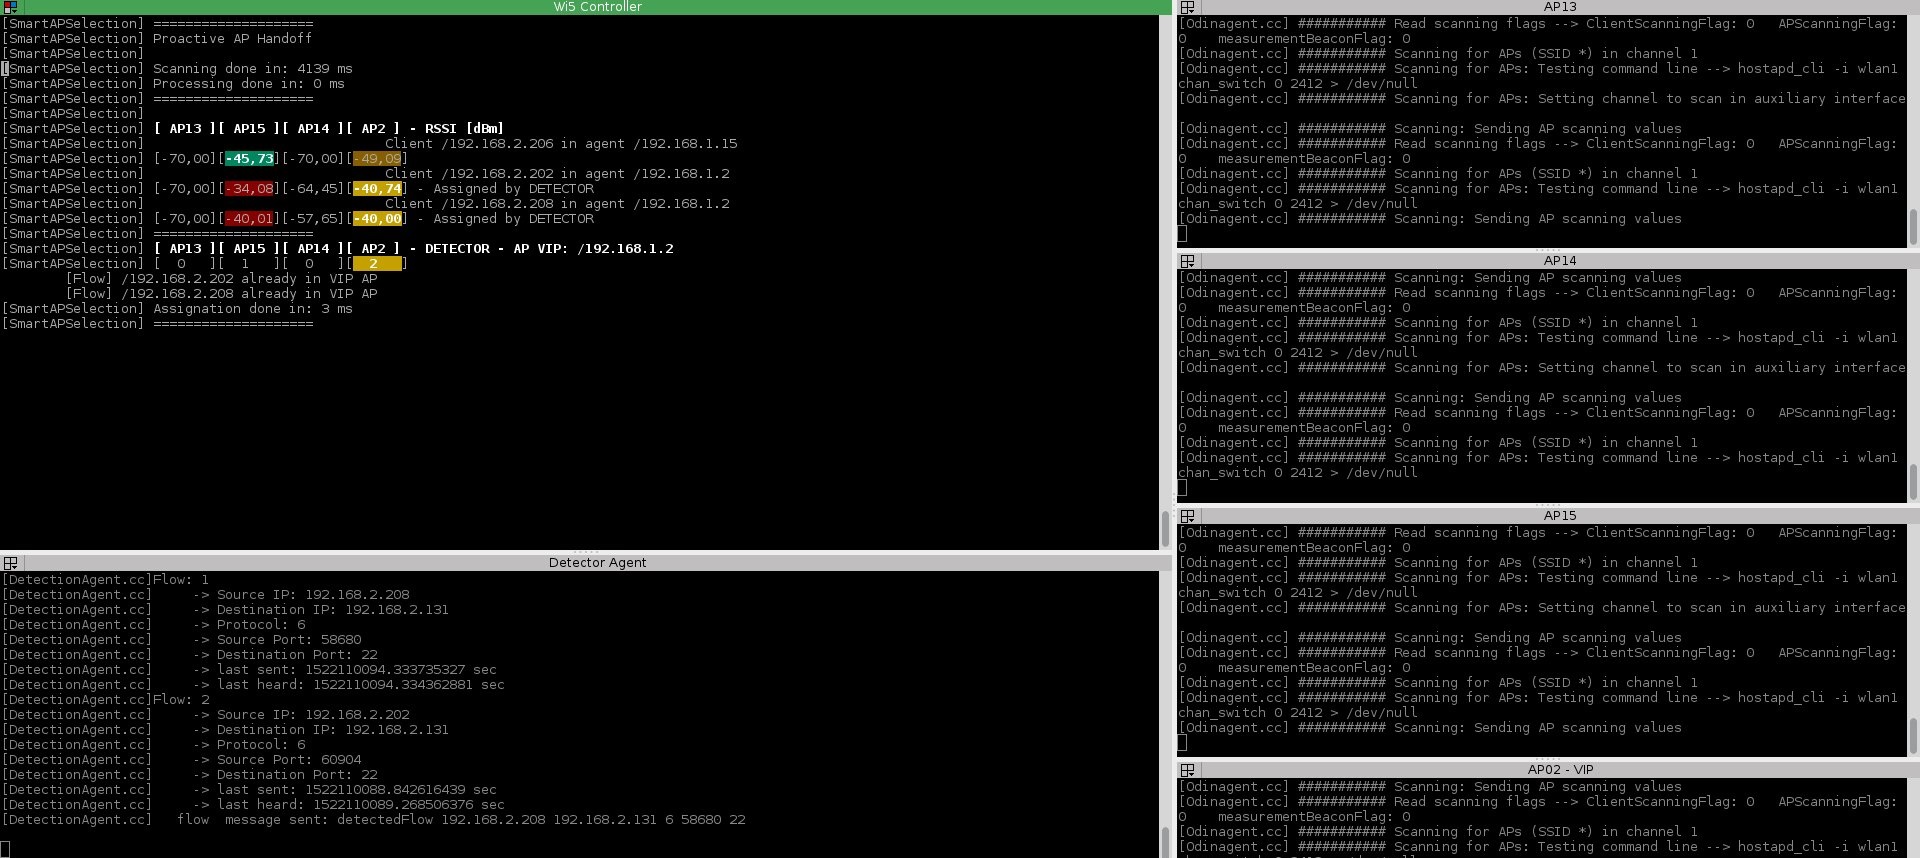 Wi5 Controller
[SmartAPSelection] ====================
[SmartAPSelection] Proactive AP Handoff
[SmartAPSelection]
[SmartAPSelection] Scanning done in: 4139 ms
[SmartAPSelection] Processing done in: 0 ms
[SmartAPSelection] ====================
[SmartAPSelection]
[SmartAPSelection] [ AP13 ][ AP15 ][ AP14 ][ AP2 ] - RSSI [dBm]
[SmartAPSelection] Client /192.168.2.206 in agent /192.168.1.15
[SmartAPSelection] [-70,00][-45,73][-70,00][-49,09]
[SmartAPSelection] Client /192.168.2.202 in agent /192.168.1.2
[SmartAPSelection] [-70,00][-34,08][-64,45][-40,74] - Assigned by DETECTOR
[SmartAPSelection] Client /192.168.2.208 in agent /192.168.1.2
[SmartAPSelection] [-70,00][-40,01][-57,65][-40,00] - Assigned by DETECTOR
[SmartAPSelection] ====================
[SmartAPSelection] [ AP13 ][ AP15 ][ AP14 ][ AP2 ] - DETECTOR - AP VIP: /192.168.1.2
[SmartAPSelection] [ 0 ][ 1 ][ 0 ][ 2 ]
[Flow] /192.168.2.202 already in VIP AP
[Flow] /192.168.2.208 already in VIP AP
[SmartAPSelection] Assignation done in: 3 ms
[SmartAPSelection] ====================
Detector Agent
[DetectionAgent.cc]Flow: 1
[DetectionAgent.cc] -> Source IP: 192.168.2.208
[DetectionAgent.cc] -> Destination IP: 192.168.2.131
[DetectionAgent.cc] -> Protocol: 6
[DetectionAgent.cc] -> Source Port: 58680
[DetectionAgent.cc] -> Destination Port: 22
[DetectionAgent.cc] -> last sent: 1522110094.333735327 sec
[DetectionAgent.cc] -> last heard: 1522110094.334362881 sec
[DetectionAgent.cc]Flow: 2
[DetectionAgent.cc] -> Source IP: 192.168.2.202
[DetectionAgent.cc] -> Destination IP: 192.168.2.131
[DetectionAgent.cc] -> Protocol: 6
[DetectionAgent.cc] -> Source Port: 60904
[DetectionAgent.cc] -> Destination Port: 22
[DetectionAgent.cc] -> last sent: 1522110088.842616439 sec
[DetectionAgent.cc] -> last heard: 1522110089.268506376 sec
[DetectionAgent.cc] flow message sent: detectedFlow 192.168.2.208 192.168.2.131 6 58680 22
AP13
[Odinagent.cc] ########### Read scanning flags --> ClientScanningFlag: 0 APScanningFlag:
0 measurementBeaconFlag: 0
[Odinagent.cc] ########### Scanning for APs (SSID *) in channel 1
[Odinagent.cc] ########### Scanning for APs: Testing command line --> hostapd_cli -i wlan1
chan_switch 0 2412 > /dev/null
[Odinagent.cc] ########### Scanning for APs: Setting channel to scan in auxiliary interface
[Odinagent.cc] ########### Scanning: Sending AP scanning values
[Odinagent.cc] ########### Read scanning flags --> ClientScanningFlag: 0 APScanningFlag:
0 measurementBeaconFlag: 0
[Odinagent.cc] ########### Scanning for APs (SSID *) in channel 1
[Odinagent.cc] ########### Scanning for APs: Testing command line --> hostapd_cli -i wlan1
chan_switch 0 2412 > /dev/null
[Odinagent.cc] ########### Scanning: Sending AP scanning values
AP14
[Odinagent.cc] ########### Scanning: Sending AP scanning values
[Odinagent.cc] ########### Read scanning flags --> ClientScanningFlag: 0 APScanningFlag:
0 measurementBeaconFlag: 0
[Odinagent.cc] ########### Scanning for APs (SSID *) in channel 1
[Odinagent.cc] ########### Scanning for APs: Testing command line --> hostapd_cli -i wlan1
chan_switch 0 2412 > /dev/null
[Odinagent.cc] ########### Scanning for APs: Setting channel to scan in auxiliary interface
[Odinagent.cc] ########### Scanning: Sending AP scanning values
[Odinagent.cc] ########### Read scanning flags --> ClientScanningFlag: 0 APScanningFlag:
0 measurementBeaconFlag: 0
[Odinagent.cc] ########### Scanning for APs (SSID *) in channel 1
[Odinagent.cc] ########### Scanning for APs: Testing command line --> hostapd_cli -i wlan1
chan_switch 0 2412 > /dev/null
AP15
[Odinagent.cc] ########### Read scanning flags --> ClientScanningFlag: 0 APScanningFlag:
0 measurementBeaconFlag: 0
[Odinagent.cc] ########### Scanning for APs (SSID *) in channel 1
[Odinagent.cc] ########### Scanning for APs: Testing command line --> hostapd_cli -i wlan1
chan_switch 0 2412 > /dev/null
[Odinagent.cc] ########### Scanning for APs: Setting channel to scan in auxiliary interface
[Odinagent.cc] ########### Scanning: Sending AP scanning values
[Odinagent.cc] ########### Read scanning flags --> ClientScanningFlag: 0 APScanningFlag:
0 measurementBeaconFlag: 0
[Odinagent.cc] ########### Scanning for APs (SSID *) in channel 1
[Odinagent.cc] ########### Scanning for APs: Testing command line --> hostapd_cli -i wlan1
chan_switch 0 2412 > /dev/null
[Odinagent.cc] ########### Scanning: Sending AP scanning values
AP02 - VIP
[Odinagent.cc] ########### Scanning: Sending AP scanning values
[Odinagent.cc] ########### Read scanning flags --> ClientScanningFlag: 0 APScanningFlag:
0 measurementBeaconFlag: 0
[Odinagent.cc] ########### Scanning for APs (SSID *) in channel 1
[Odinagent.cc] ########### Scanning for APs: Testing command line --> hostapd_cli -i wlan1